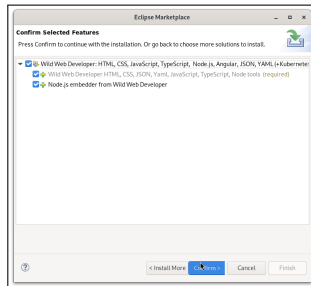 Eclipse Marketplace
Confirm Selected Features
Press Confirm to continue with the installation. Or go back to choose more solutions to install.
Wild Web Developer: HTML, CSS, JavaScript, TypeScript, Node.js, Angular, JSON, YAML (+Kubernete
Wild Web Developer HTML, CSS, JSON, Yaml, JavaScript, TypeScript, Node tools (required)
Node.js embedder from Wild Web Developer
? < Install More Confirm > Cancel Finish